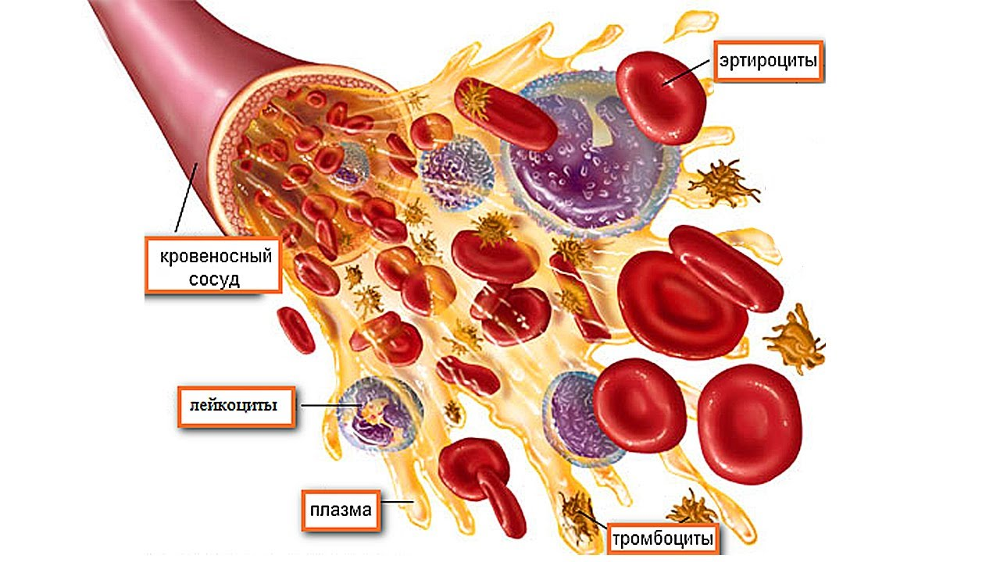 эртироциты
кровеносный
сосуд
лейкоциты
плазма
тромбоциты